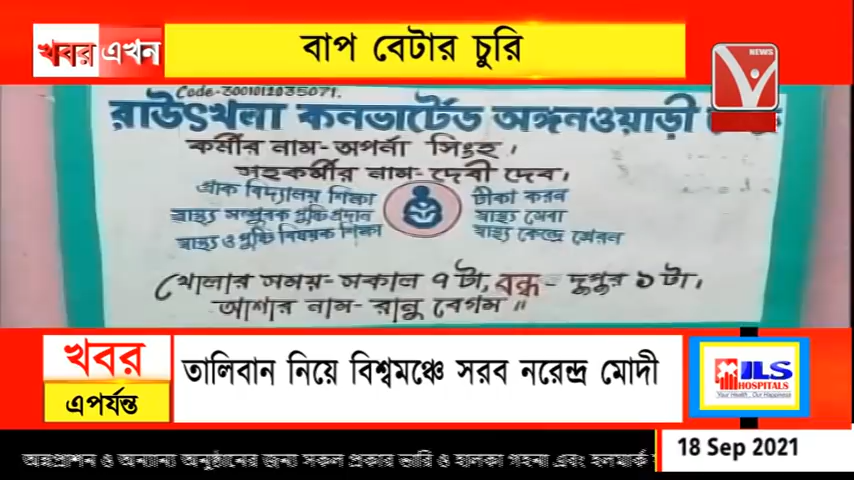 খবর এখন
বাপ বেটার চুরি
NEWS
Code-3001012035071.
রাউৎখলা কনভার্টেড অঙ্গনওয়াড়ী
কর্মীর নাম- অপর্না সিংহ।
সহকর্মীর নাম- দেবী দেব।
প্রাক বিদ্যালয় শিক্ষা
টীকা করন
স্বাস্থ্য সম্পুরক পুষ্টি প্রদান
স্বাস্থ্য সেবা
স্বাস্থ্য ও পুষ্টি বিষয়ক শিক্ষা
স্বাস্থ্য কেন্দ্রে প্রেরন
খোলার সময়- সকাল ৭ টা, বন্ধ - দুপুর ১ টা।
আশার নাম- রানু বেগম॥
খবর
এপর্যন্ত
তালিবান নিয়ে বিশ্বমঞ্চে সরব নরেন্দ্র মোদী
ILS
HOSPITALS
Your Health.. Our Happiness
18 Sep 2021
অন্নপ্রাশন ও অন্যান্য অনুষ্ঠানের জন্য সকল প্রকার ভারি ও হালকা গহনা এবং হলমার্ক